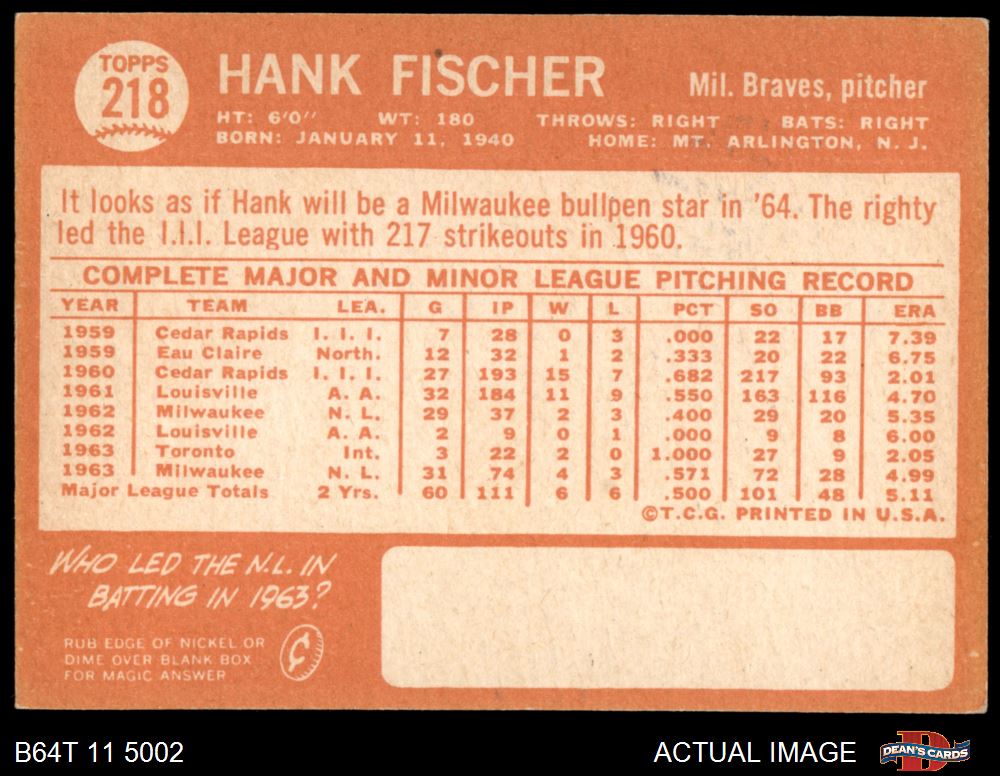 TOPPS
218
HANK FISCHER
Mil. Braves, pitcher
HT: 6'0" WT: 180 THROWS: RIGHT BATS: RIGHT
BORN: JANUARY 11, 1940 HOME: MT. ARLINGTON, N. J.
It looks as if Hank will be a Milwaukee bullpen star in '64. The righty
led the I.I.I. League with 217 strikeouts in 1960.
COMPLETE MAJOR AND MINOR LEAGUE PITCHING RECORD
YEAR TEAM LEA. G IP W L PCT SO BB ERA
1959 Cedar Rapids I. I. I. 7 28 0 3 .000 22 17 7.39
1959 Eau Claire North. 12 32 1 2 .333 20 22 6.75
1960 Cedar Rapids I. I. I. 27 193 15 7 .682 217 93 2.01
1961 Louisville A. A. 32 184 11 9 .550 163 116 4.70
1962 Milwaukee N. L. 29 37 2 3 .400 29 20 5.35
1962 Louisville A. A. 2 9 0 1 .000 9 8 6.00
1963 Toronto Int. 3 22 2 0 1.000 27 9 2.05
1963 Milwaukee N. L. 31 74 4 3 .571 72 28 4.99
Major League Totals 2 Yrs. 60 111 6 6 .500 101 48 5.11
©T.C.G. PRINTED IN U.S.A.
WHO LED THE N.L. IN
BATTING IN 1963?
RUB EDGE OF NICKEL OR
DIME OVER BLANK BOX
FOR MAGIC ANSWER
¢
B64T 11 5002
ACTUAL IMAGE
D
DEAN'S CARDS